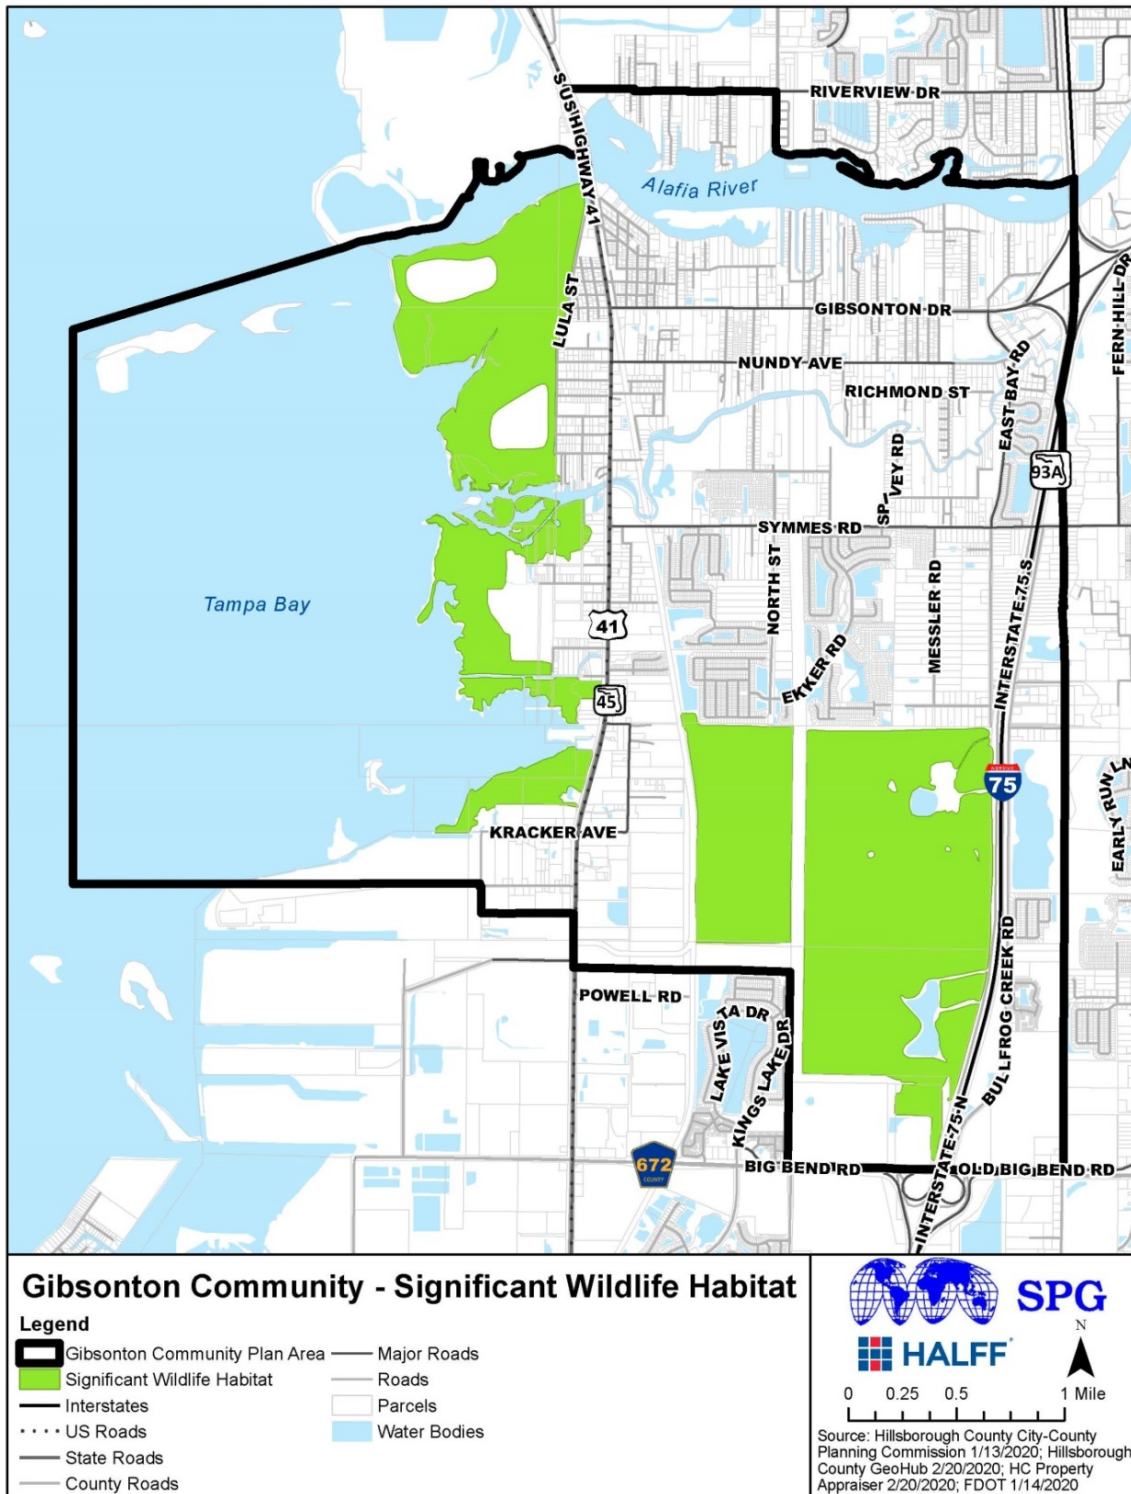 RIVERVIEW DR
S US HIGHWAY 41
Alafia River
FERN HILL DR
LULA ST
GIBSONTON DR
NUNDY AVE
RICHMOND ST
EAST BAY RD
93A
SPIVEY RD
SYMMES RD
NORTH ST
MESSLER RD
Tampa Bay
41
EKKER RD
INTERSTATE 75 S
45
75
EARLY RUN LN
KRACKER AVE
BULLFROG CREEK RD
POWELL RD
LAKE VISTA DR
KINGS LAKE DR
672
COUNTY
BIG BEND RD
OLD BIG BEND RD
INTERSTATE 75 N
Gibsonton Community - Significant Wildlife Habitat
Legend
Gibsonton Community Plan Area
Significant Wildlife Habitat
Interstates
US Roads
State Roads
County Roads
Major Roads
Roads
Parcels
Water Bodies
SPG
HALFF
N
0 0.25 0.5 1 Mile
Source: Hillsborough County City-County
Planning Commission 1/13/2020; Hillsborough
County GeoHub 2/20/2020; HC Property
Appraiser 2/20/2020; FDOT 1/14/2020